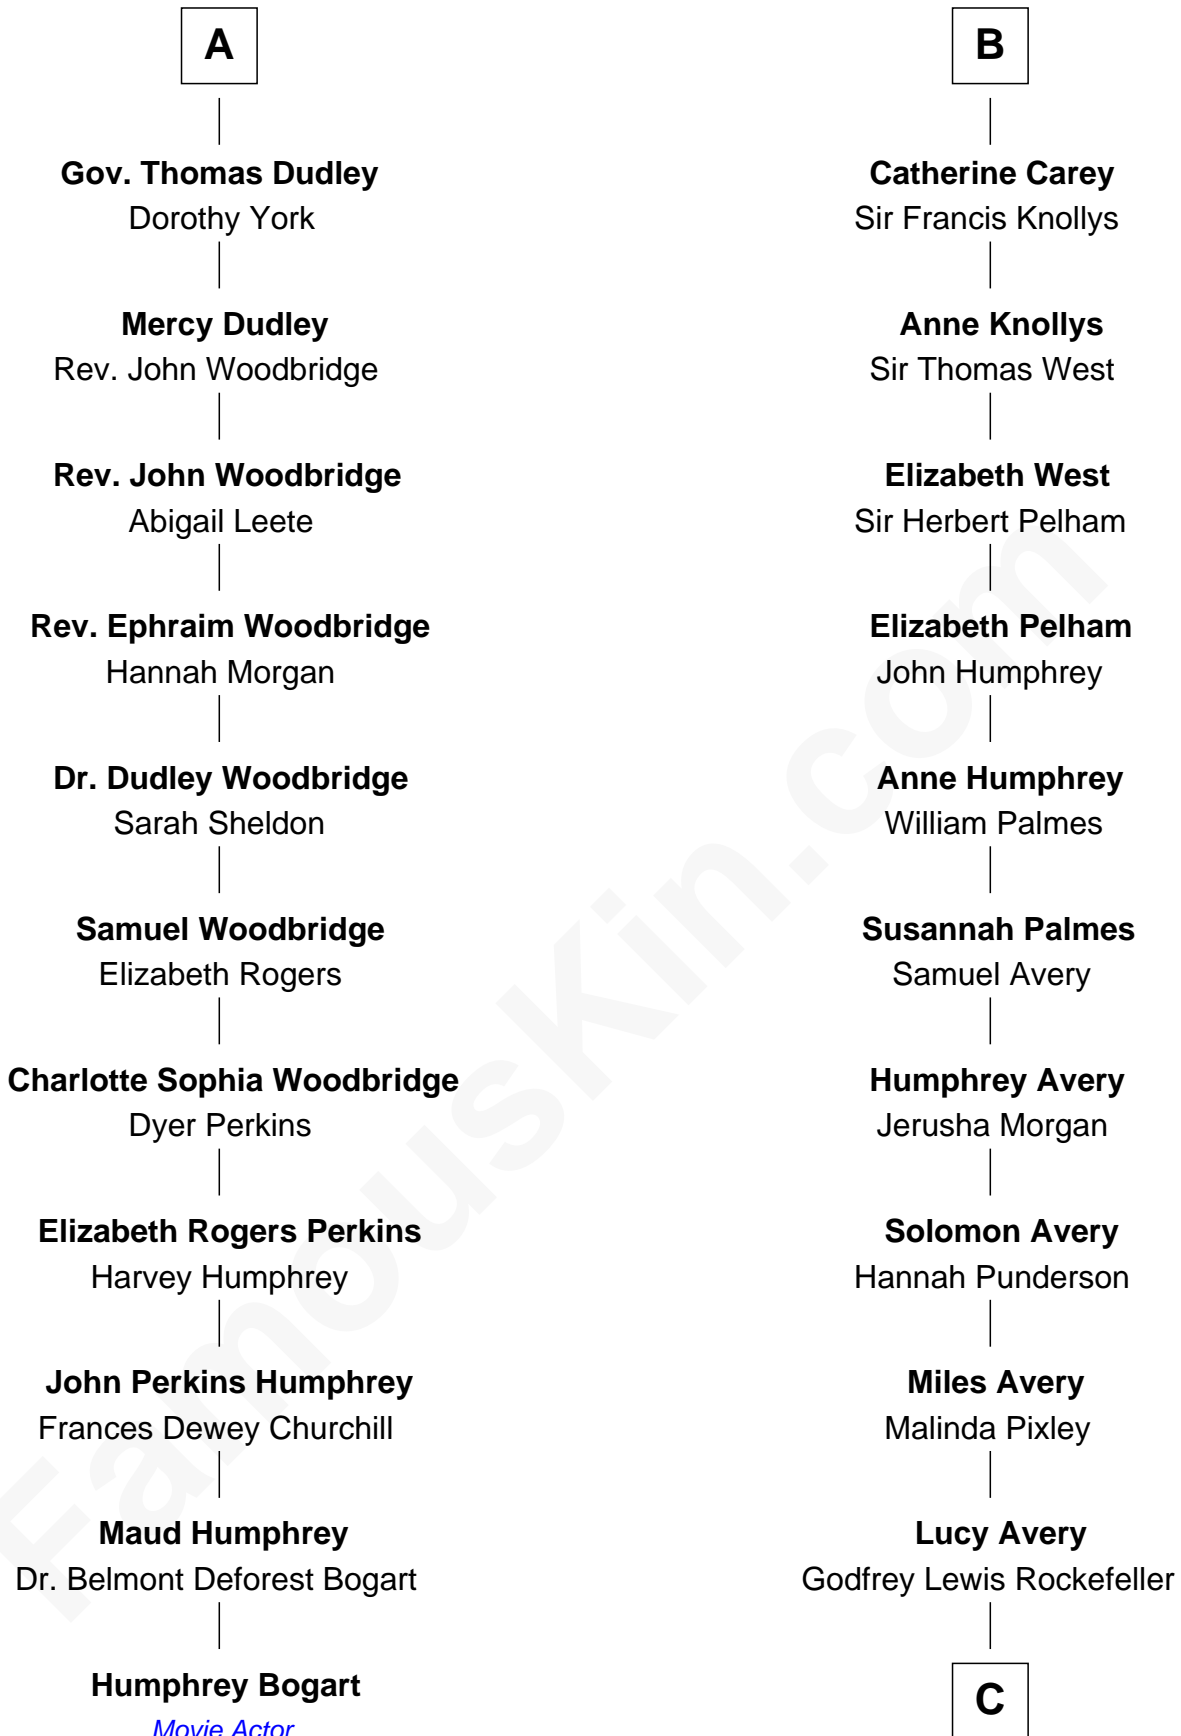 A
Gov. Thomas Dudley
Dorothy York
Mercy Dudley
Rev. John Woodbridge
Rev. John Woodbridge
Abigail Leete
Rev. Ephraim Woodbridge
Hannah Morgan
Dr. Dudley Woodbridge
Sarah Sheldon
Samuel Woodbridge
Elizabeth Rogers
Charlotte Sophia Woodbridge
Dyer Perkins
Elizabeth Rogers Perkins
Harvey Humphrey
John Perkins Humphrey
Frances Dewey Churchill
Maud Humphrey
Dr. Belmont Deforest Bogart
Humphrey Bogart
Movie Actor
B
Catherine Carey
Sir Francis Knollys
Anne Knollys
Sir Thomas West
Elizabeth West
Sir Herbert Pelham
Elizabeth Pelham
John Humphrey
Anne Humphrey
William Palmes
Susannah Palmes
Samuel Avery
Humphrey Avery
Jerusha Morgan
Solomon Avery
Hannah Punderson
Miles Avery
Malinda Pixley
Lucy Avery
Godfrey Lewis Rockefeller
C
FamousKin.com